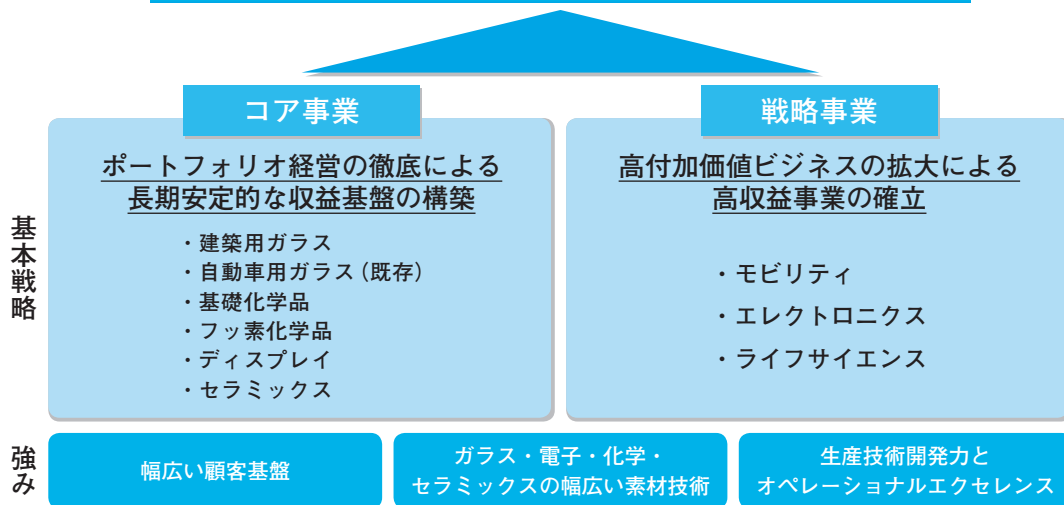 コア事業
ポートフォリオ経営の徹底による
長期安定的な収益基盤の構築
・建築用ガラス
・自動車用ガラス（既存）
・基礎化学品
・フッ素化学品
・ディスプレイ
・セラミックス
戦略事業
高付加価値ビジネスの拡大による
高収益事業の確立
・モビリティ
・エレクトロニクス
・ライフサイエンス
基本戦略
強み
幅広い顧客基盤
ガラス・電子・化学・
セラミックスの幅広い素材技術
生産技術開発力と
オペレーショナルエクセレンス